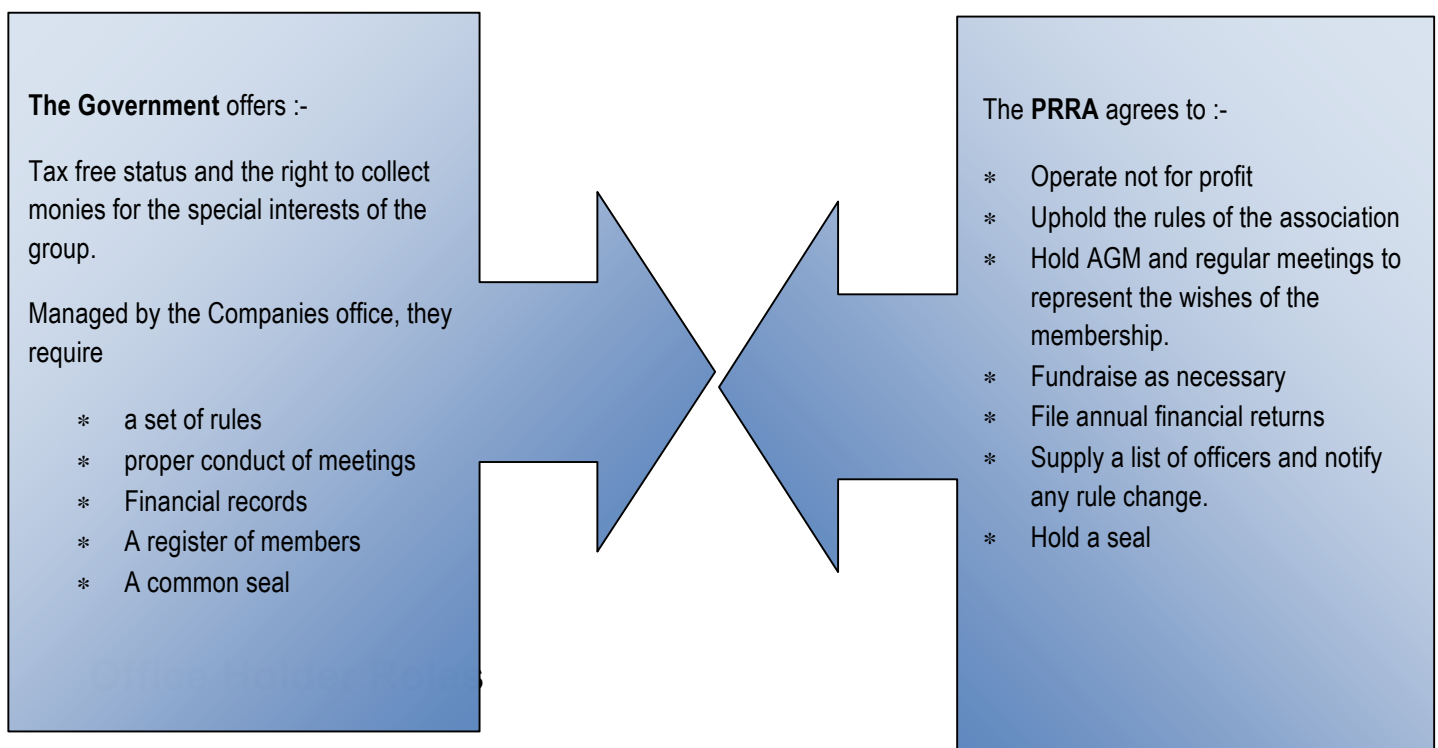 The Government offers :-
Tax free status and the right to collect
monies for the special interests of the
group.
Managed by the Companies office, they
require
* a set of rules
* proper conduct of meetings
* Financial records
* A register of members
* A common seal
Office Holder Roles
The PRRA agrees to :-
* Operate not for profit
* Uphold the rules of the association
* Hold AGM and regular meetings to
represent the wishes of the
membership.
* Fundraise as necessary
* File annual financial returns
* Supply a list of officers and notify
any rule change.
* Hold a seal